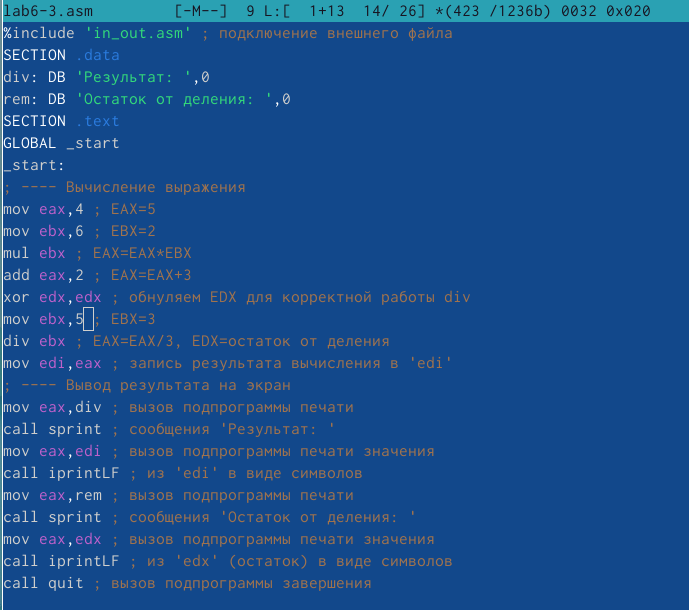 lab6-3.asm [-M--] 9 L:[ 1+13 14/ 26] *(423 /1236b) 0032 0x020
%include 'in_out.asm' ; подключение внешнего файла
SECTION .data
div: DB 'Результат: ',0
rem: DB 'Остаток от деления: ',0
SECTION .text
GLOBAL _start
_start:
; ---- Вычисление выражения
mov eax,4 ; EAX=5
mov ebx,6 ; EBX=2
mul ebx ; EAX=EAX*EBX
add eax,2 ; EAX=EAX+3
xor edx,edx ; обнуляем EDX для корректной работы div
mov ebx,5 ; EBX=3
div ebx ; EAX=EAX/3, EDX=остаток от деления
mov edi,eax ; запись результата вычисления в 'edi'
; ---- Вывод результата на экран
mov eax,div ; вызов подпрограммы печати
call sprint ; сообщения 'Результат: '
mov eax,edi ; вызов подпрограммы печати значения
call iprintLF ; из 'edi' в виде символов
mov eax,rem ; вызов подпрограммы печати
call sprint ; сообщения 'Остаток от деления: '
mov eax,edx ; вызов подпрограммы печати значения
call iprintLF ; из 'edx' (остаток) в виде символов
call quit ; вызов подпрограммы завершения